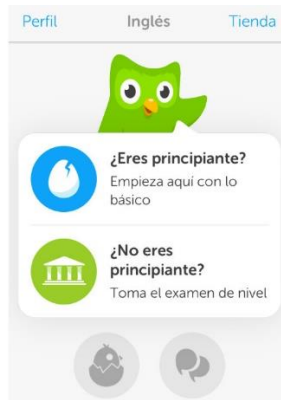 Perfil Inglés Tienda
¿Eres principiante?
Empieza aquí con lo
básico
¿No eres
principiante?
Toma el examen de nivel